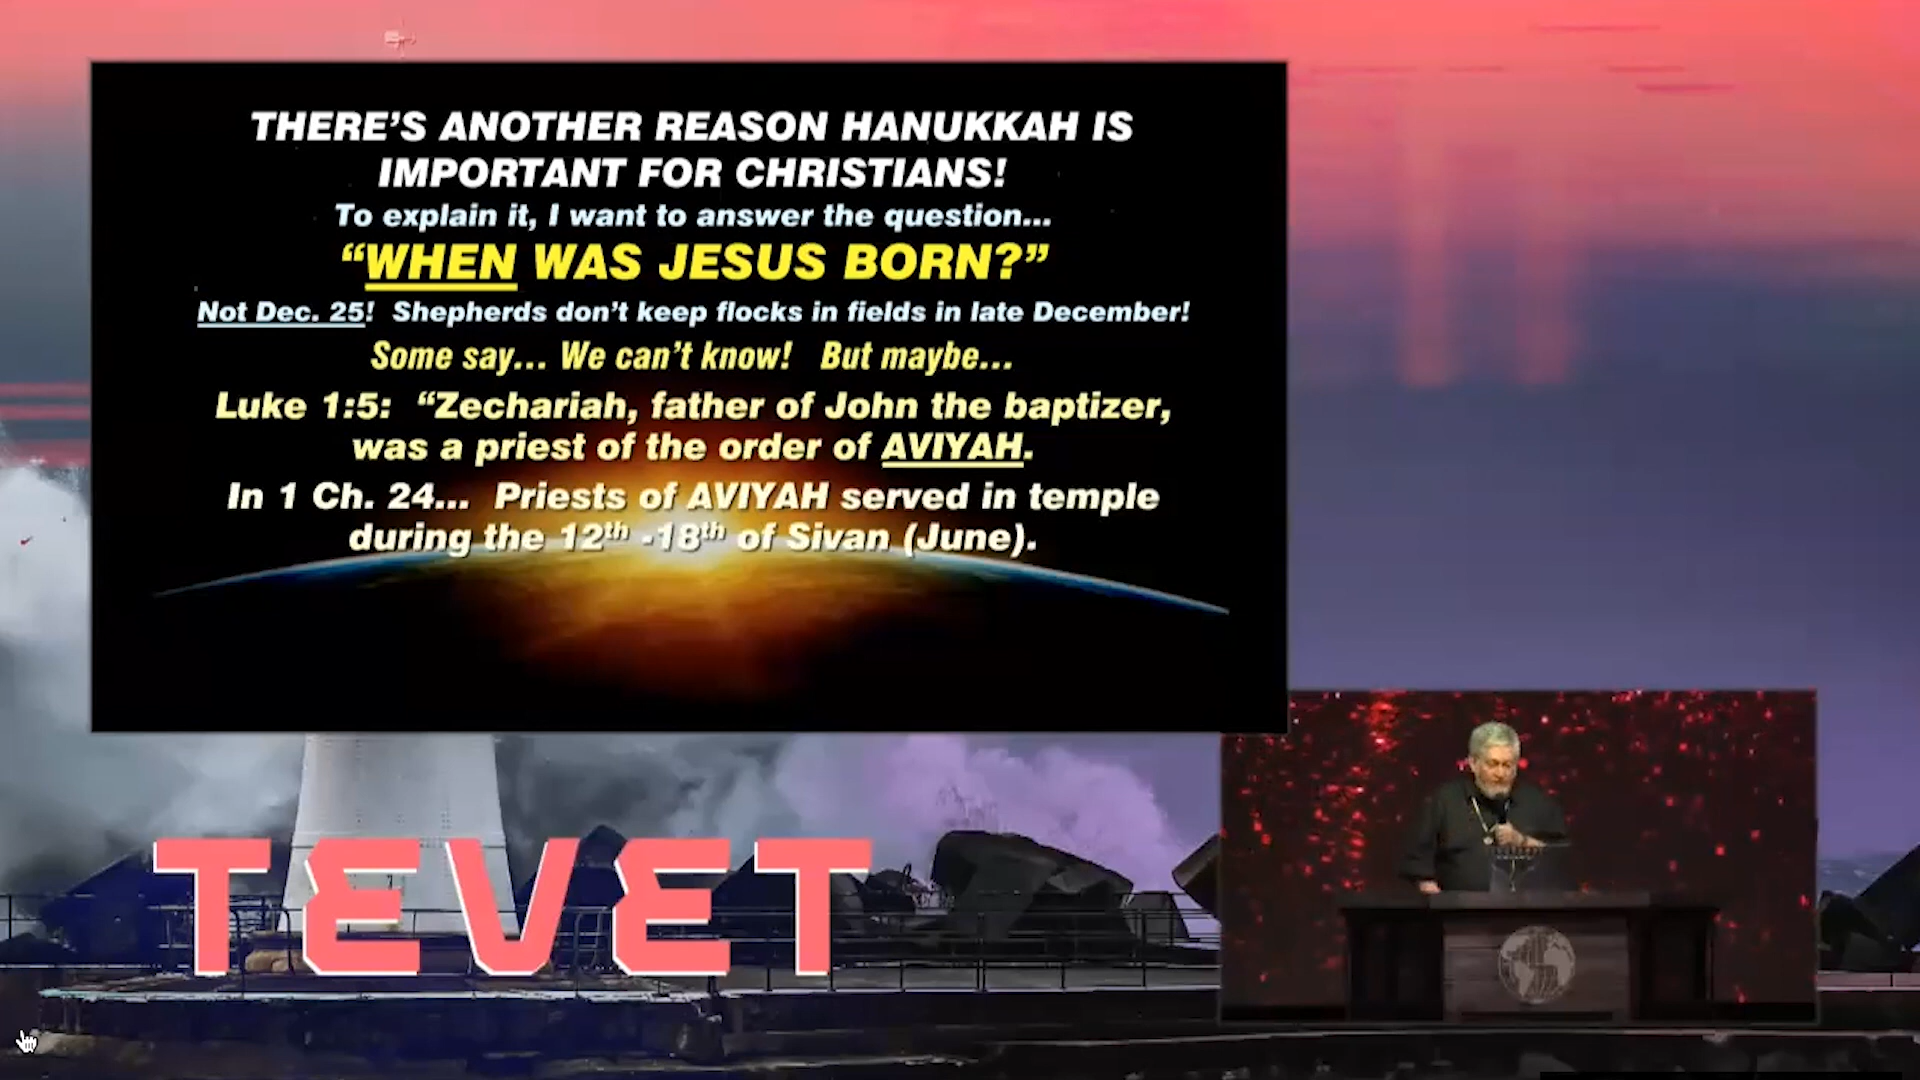 THERE’S ANOTHER REASON HANUKKAH IS
IMPORTANT FOR CHRISTIANS!
To explain it, I want to answer the question...
“WHEN WAS JESUS BORN?”
Not Dec. 25! Shepherds don’t keep flocks in fields in late December!
Some say... We can’t know! But maybe...
Luke 1:5: “Zechariah, father of John the baptizer,
was a priest of the order of AVIYAH.
In 1 Ch. 24... Priests of AVIYAH served in temple
during the 12th -18th of Sivan (June).
TEVET